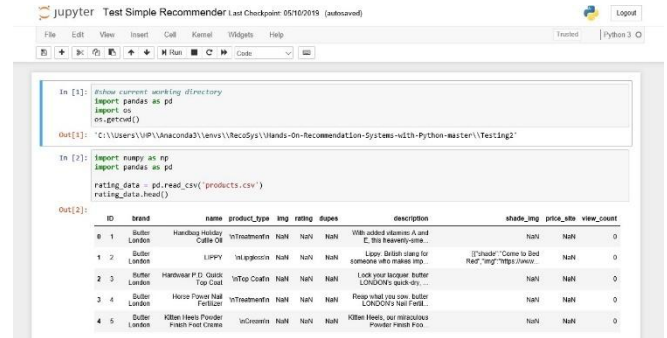 jupyter Test Simple Recommender Last Checkpoint: 05/10/2019 (autosaved)
Logout
File Edit View Insert Cell Kernel Widgets Help
Trusted Python 3
Run Code
In [1]: #show current working directory
import pandas as pd
import os
os.getcwd()
Out[1]: 'C:\\Users\\HP\\Anaconda3\\envs\\RecoSys\\Hands-On-Recommendation-Systems-with-Python-master\\Testing2'
In [2]: import numpy as np
import pandas as pd
rating_data = pd.read_csv('products.csv')
rating_data.head()
Out[2]:
ID brand name product_type img rating dupes description shade_img price_site view_count
0 1 Butter London Handbag Holiday Cutile Oil \nTreatment\n NaN NaN NaN With added vitamins A and E, this heavenly-sme... NaN NaN 0
1 2 Butter London LIPPY \nLipgloss\n NaN NaN NaN Lippy: British slang for someone who makes imp... [{"shade":"Come to Bed Red","img":"https://www... NaN 0
2 3 Butter London Hardwear P.D. Quick Top Coat \nTop Coat\n NaN NaN NaN Lock your lacquer. butter LONDON's quick-dry, ... NaN NaN 0
3 4 Butter London Horse Power Nail Fertilizer \nTreatment\n NaN NaN NaN Reap what you sow. butter LONDON's Nail Fertil... NaN NaN 0
4 5 Butter London Kitten Heels Powder Finish Foot Creme \nCream\n NaN NaN NaN Kitten Heels, our miraculous Powder Finish Foo... NaN NaN 0